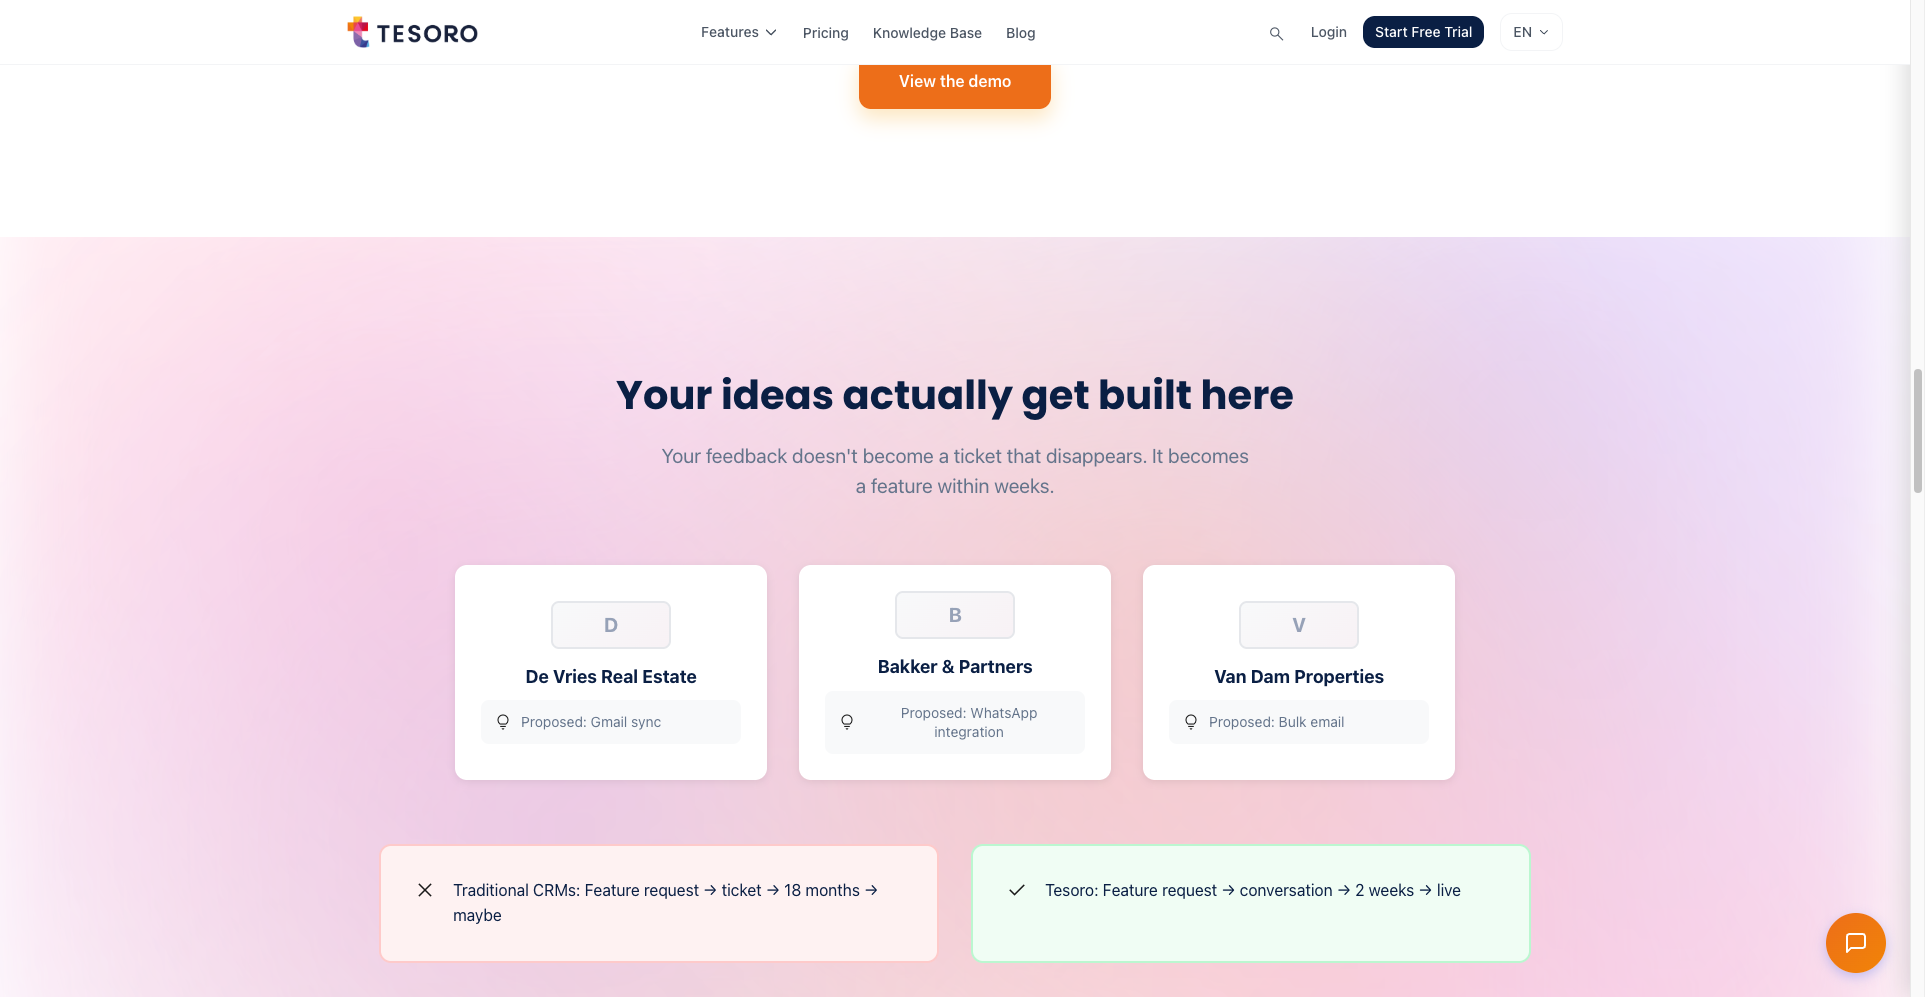 TESORO
Features
Pricing
Knowledge Base
Blog
Login
Start Free Trial
EN
View the demo
Your ideas actually get built here
Your feedback doesn't become a ticket that disappears. It becomes
a feature within weeks.
D
De Vries Real Estate
Proposed: Gmail sync
B
Bakker & Partners
Proposed: WhatsApp
integration
V
Van Dam Properties
Proposed: Bulk email
Traditional CRMs: Feature request → ticket → 18 months →
maybe
Tesoro: Feature request → conversation → 2 weeks → live